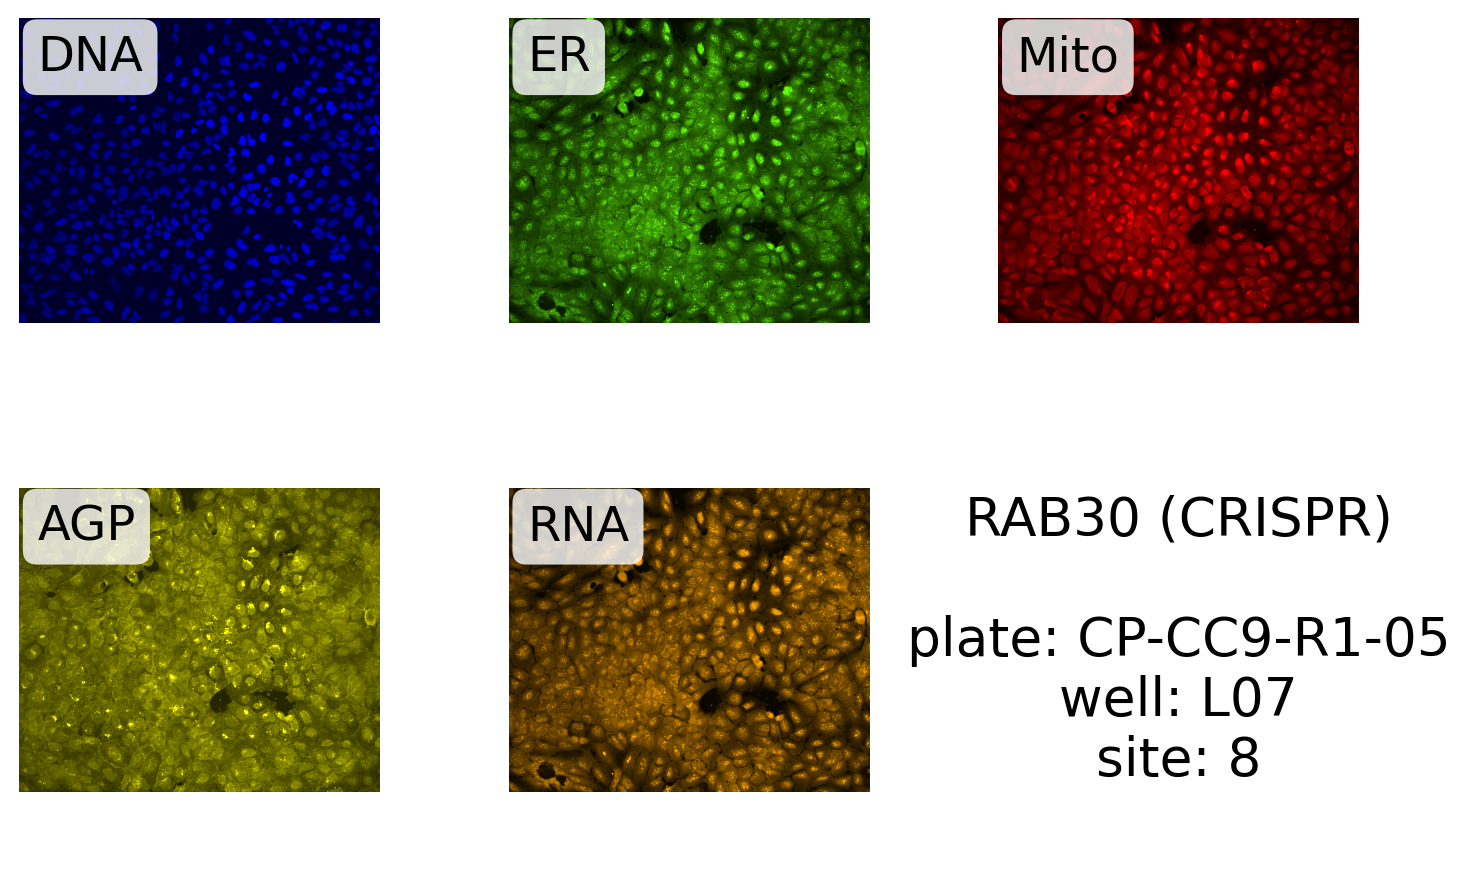 DNA
ER
Mito
AGP
RNA
RAB30 (CRISPR)
plate: CP-CC9-R1-05
well: L07
site: 8